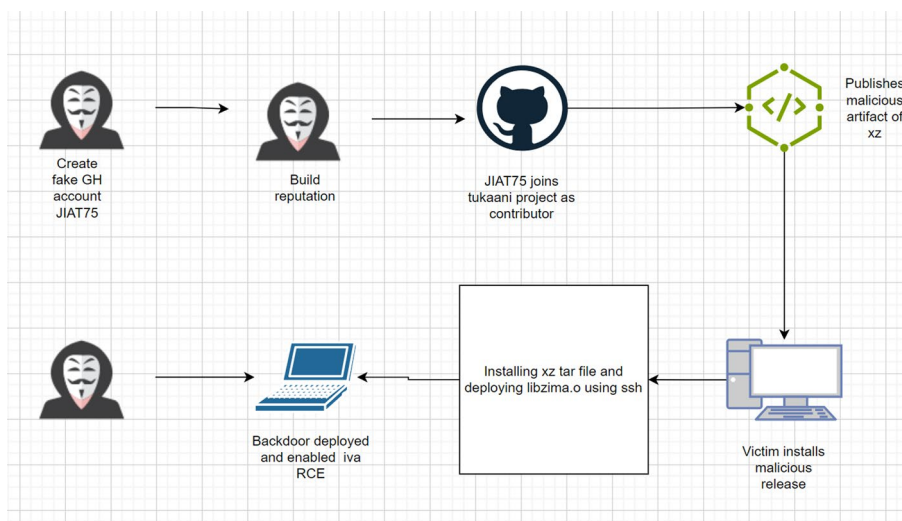 Create
fake GH
account
JIAT75
Build
reputation
JIAT75 joins
tukaani project as
contributor
Publishes
malicious
artifact of
xz
Backdoor deployed
and enabled iva
RCE
Installing xz tar file and
deploying libzima.o using ssh
Victim installs
malicious
release